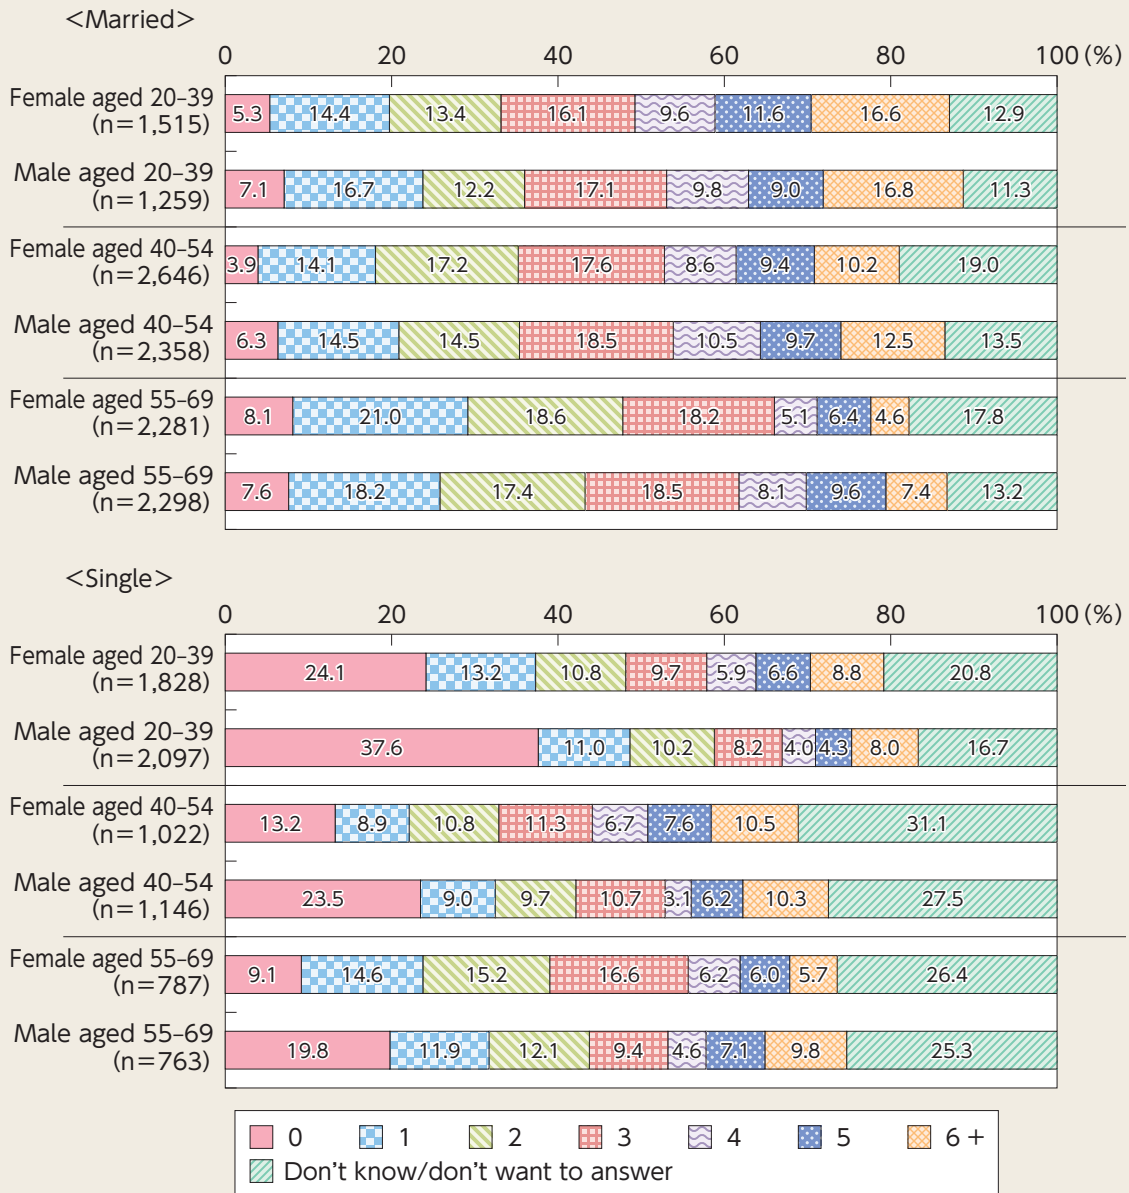 <Married>
0 20 40 60 80 100 (%)
Female aged 20–39
(n=1,515)
5.3 14.4 13.4 16.1 9.6 11.6 16.6 12.9
Male aged 20–39
(n=1,259)
7.1 16.7 12.2 17.1 9.8 9.0 16.8 11.3
Female aged 40–54
(n=2,646)
3.9 14.1 17.2 17.6 8.6 9.4 10.2 19.0
Male aged 40–54
(n=2,358)
6.3 14.5 14.5 18.5 10.5 9.7 12.5 13.5
Female aged 55–69
(n=2,281)
8.1 21.0 18.6 18.2 5.1 6.4 4.6 17.8
Male aged 55–69
(n=2,298)
7.6 18.2 17.4 18.5 8.1 9.6 7.4 13.2
<Single>
0 20 40 60 80 100 (%)
Female aged 20–39
(n=1,828)
24.1 13.2 10.8 9.7 5.9 6.6 8.8 20.8
Male aged 20–39
(n=2,097)
37.6 11.0 10.2 8.2 4.0 4.3 8.0 16.7
Female aged 40–54
(n=1,022)
13.2 8.9 10.8 11.3 6.7 7.6 10.5 31.1
Male aged 40–54
(n=1,146)
23.5 9.0 9.7 10.7 3.1 6.2 10.3 27.5
Female aged 55–69
(n=787)
9.1 14.6 15.2 16.6 6.2 6.0 5.7 26.4
Male aged 55–69
(n=763)
19.8 11.9 12.1 9.4 4.6 7.1 9.8 25.3
0 1 2 3 4 5 6 +
Don't know/don't want to answer